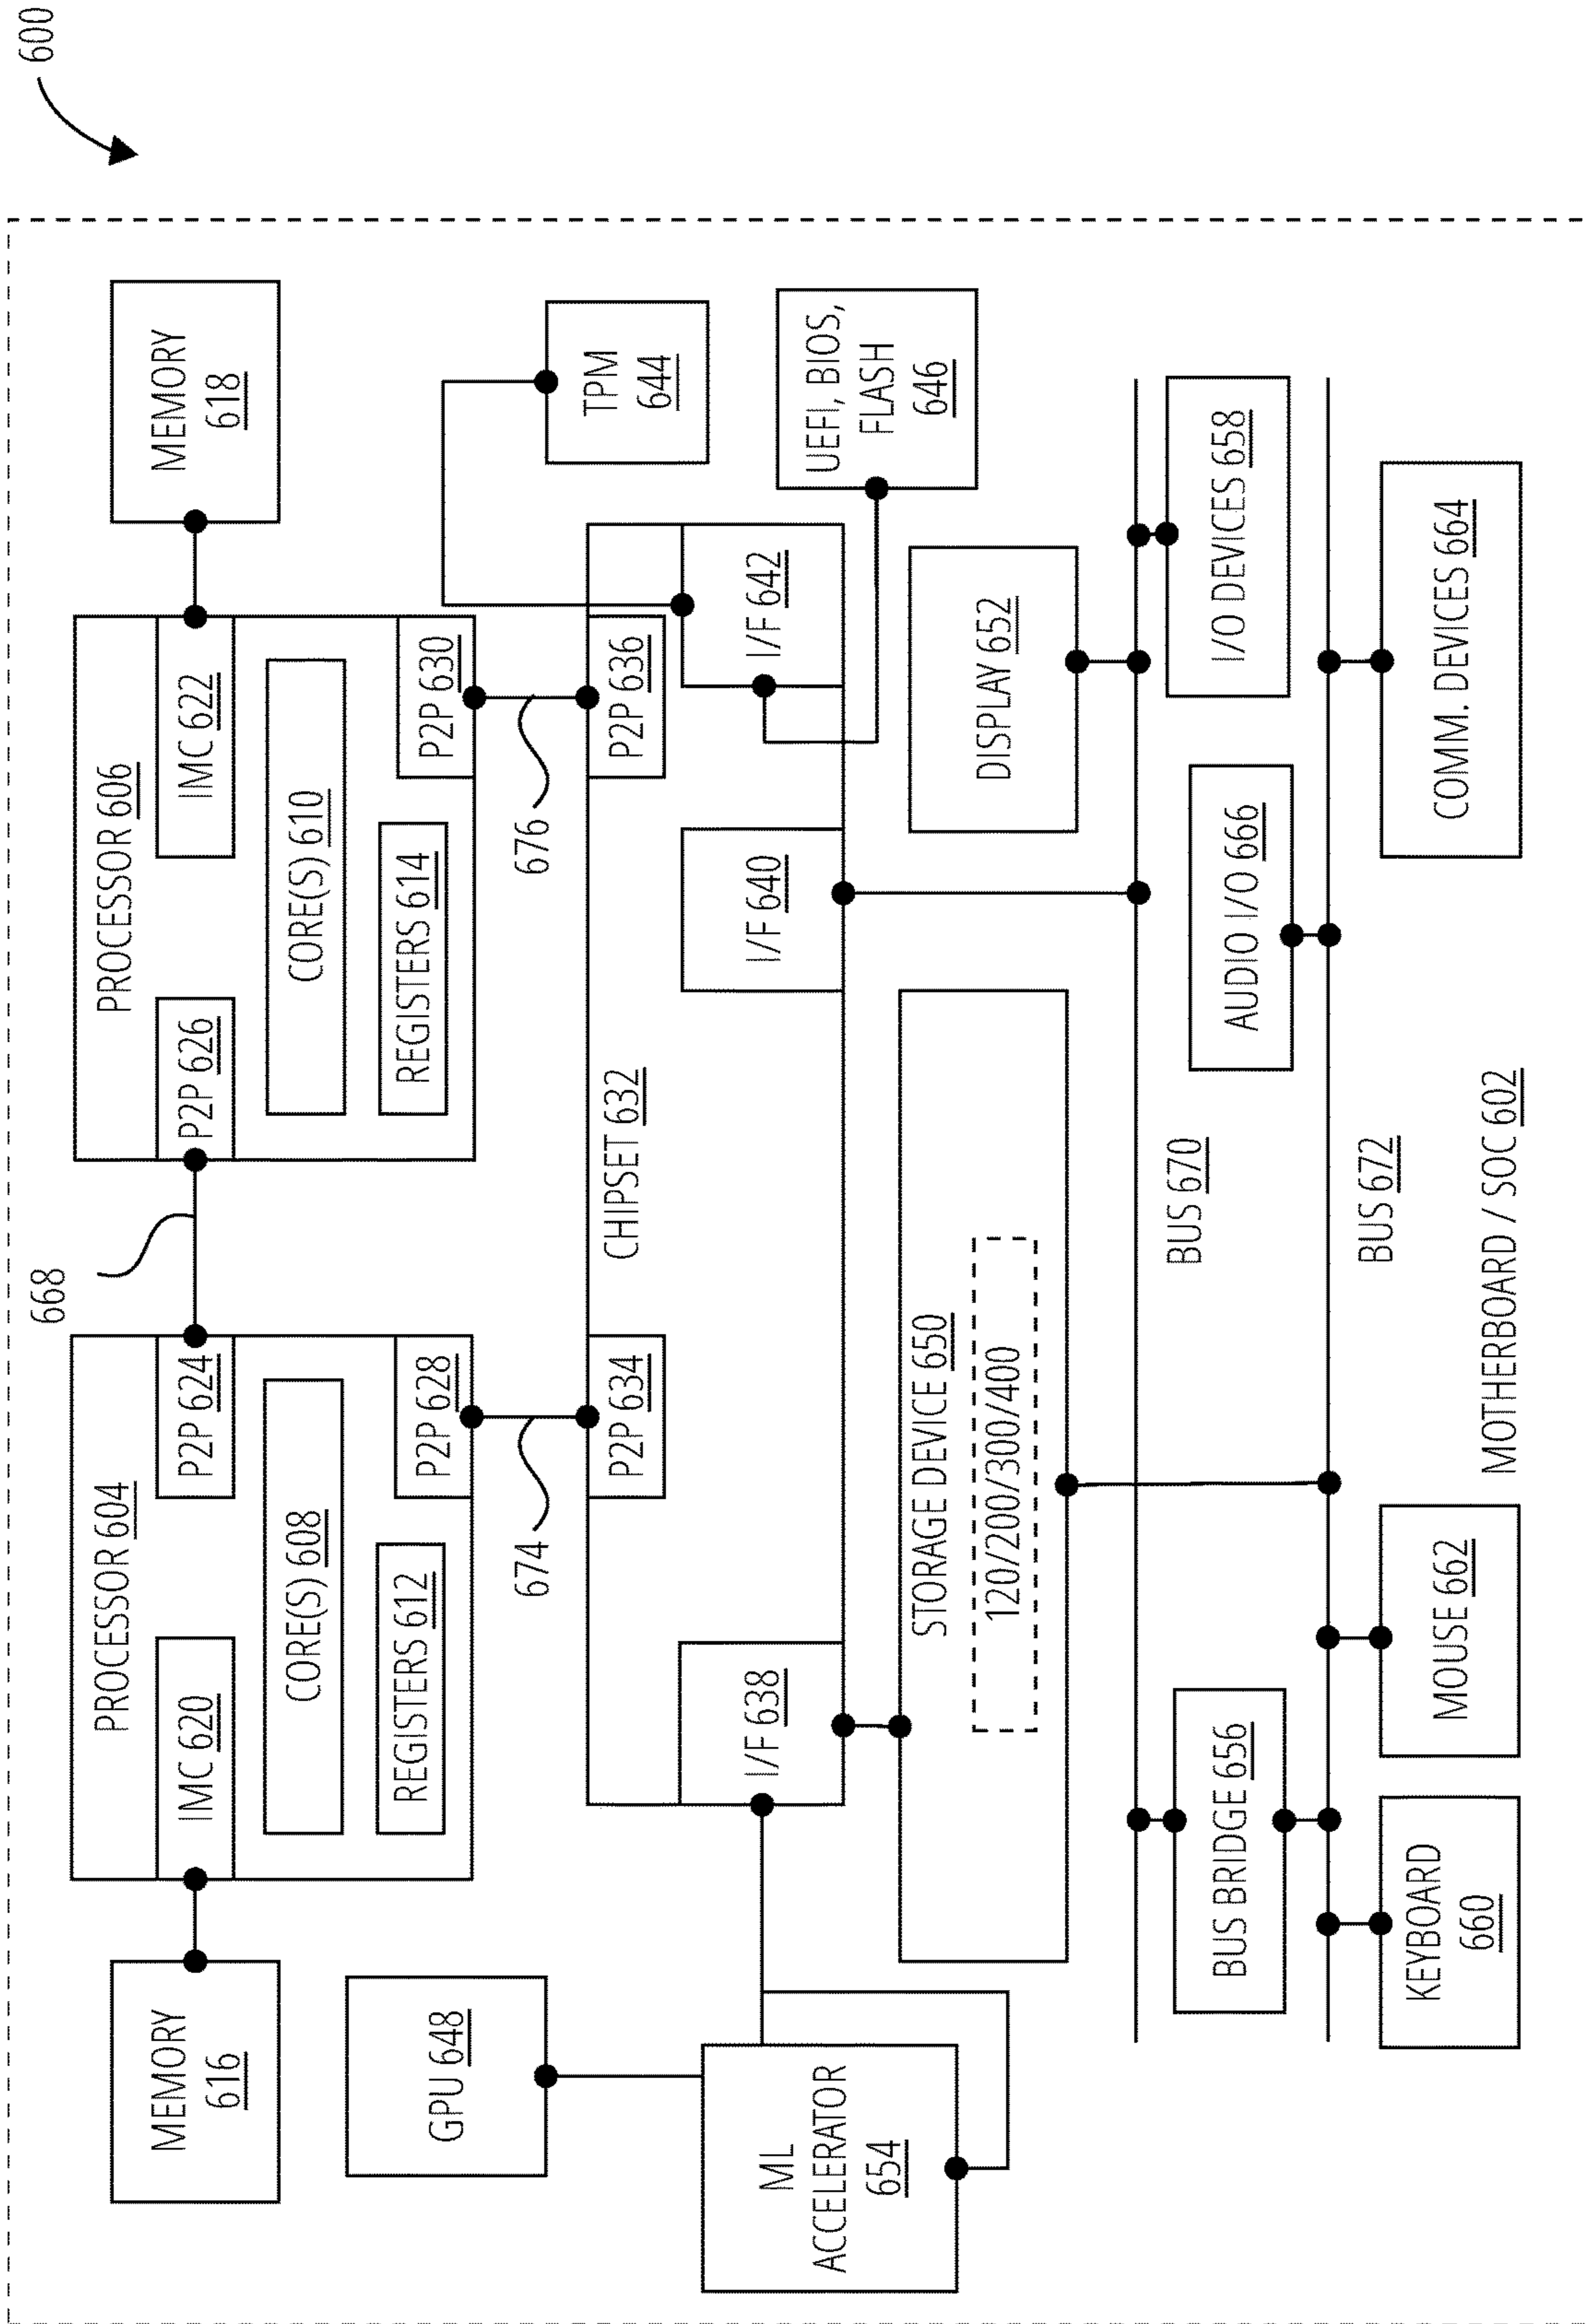 600
668
MEMORY
616
PROCESSOR 604
IMC 620
P2P 624
CORE(S) 608
REGISTERS 612
P2P 628
PROCESSOR 606
P2P 626
IMC 622
CORE(S) 610
REGISTERS 614
P2P 630
MEMORY
618
GPU 648
674
676
TPM
644
CHIPSET 632
P2P 634
P2P 636
I/F 638
I/F 640
I/F 642
ML
ACCELERATOR
654
UEFI, BIOS,
FLASH
646
STORAGE DEVICE 650
120/200/300/400
DISPLAY 652
BUS 670
BUS BRIDGE 656
AUDIO I/O 666
I/O DEVICES 658
BUS 672
KEYBOARD
660
MOUSE 662
COMM. DEVICES 664
MOTHERBOARD / SOC 602